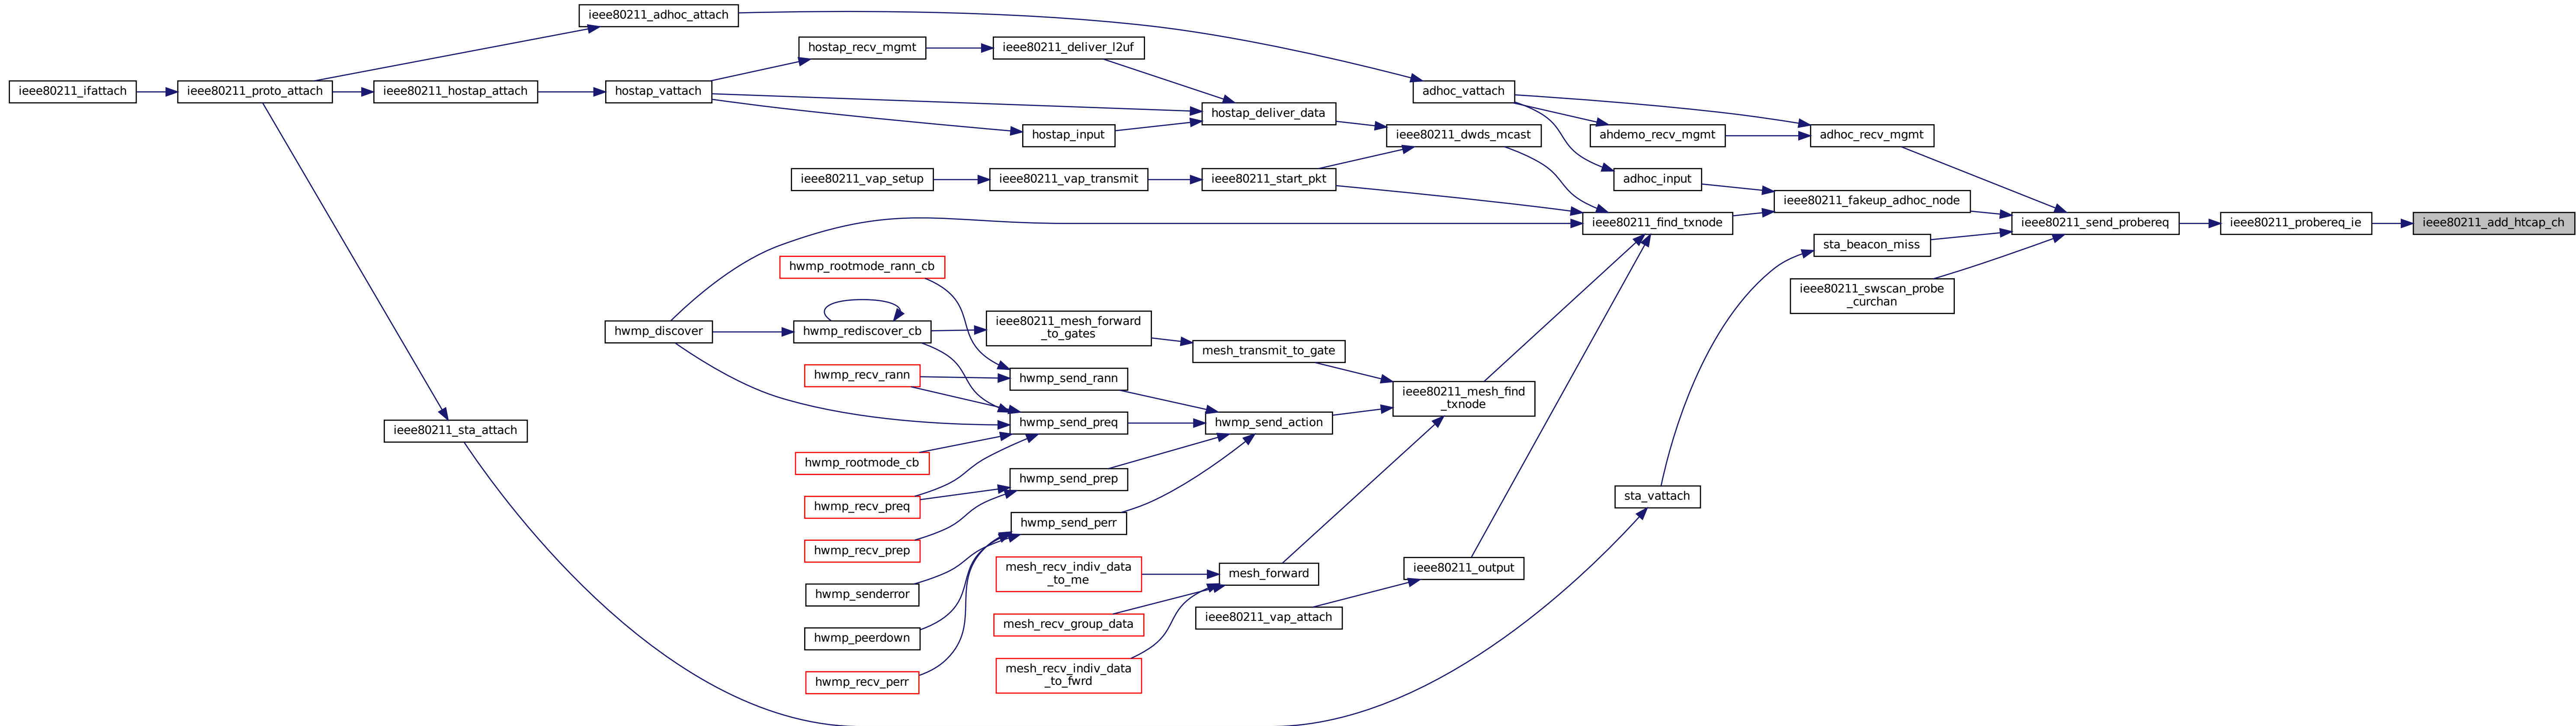 ieee80211_adhoc_attach
hostap_recv_mgmt
ieee80211_deliver_l2uf
ieee80211_ifattach
ieee80211_proto_attach
ieee80211_hostap_attach
hostap_vattach
adhoc_vattach
hostap_deliver_data
hostap_input
ieee80211_dwds_mcast
ahdemo_recv_mgmt
adhoc_recv_mgmt
ieee80211_vap_setup
ieee80211_vap_transmit
ieee80211_start_pkt
adhoc_input
ieee80211_fakeup_adhoc_node
ieee80211_find_txnode
ieee80211_send_probereq
ieee80211_probereq_ie
ieee80211_add_htcap_ch
sta_beacon_miss
hwmp_rootmode_rann_cb
ieee80211_swscan_probe
_curchan
hwmp_discover
hwmp_rediscover_cb
ieee80211_mesh_forward
_to_gates
mesh_transmit_to_gate
hwmp_recv_rann
hwmp_send_rann
ieee80211_mesh_find
_txnode
hwmp_send_preq
hwmp_send_action
ieee80211_sta_attach
hwmp_rootmode_cb
hwmp_send_prep
sta_vattach
hwmp_recv_preq
hwmp_send_perr
hwmp_recv_prep
mesh_recv_indiv_data
_to_me
mesh_forward
ieee80211_output
hwmp_senderror
mesh_recv_group_data
ieee80211_vap_attach
hwmp_peerdown
mesh_recv_indiv_data
_to_fwrd
hwmp_recv_perr